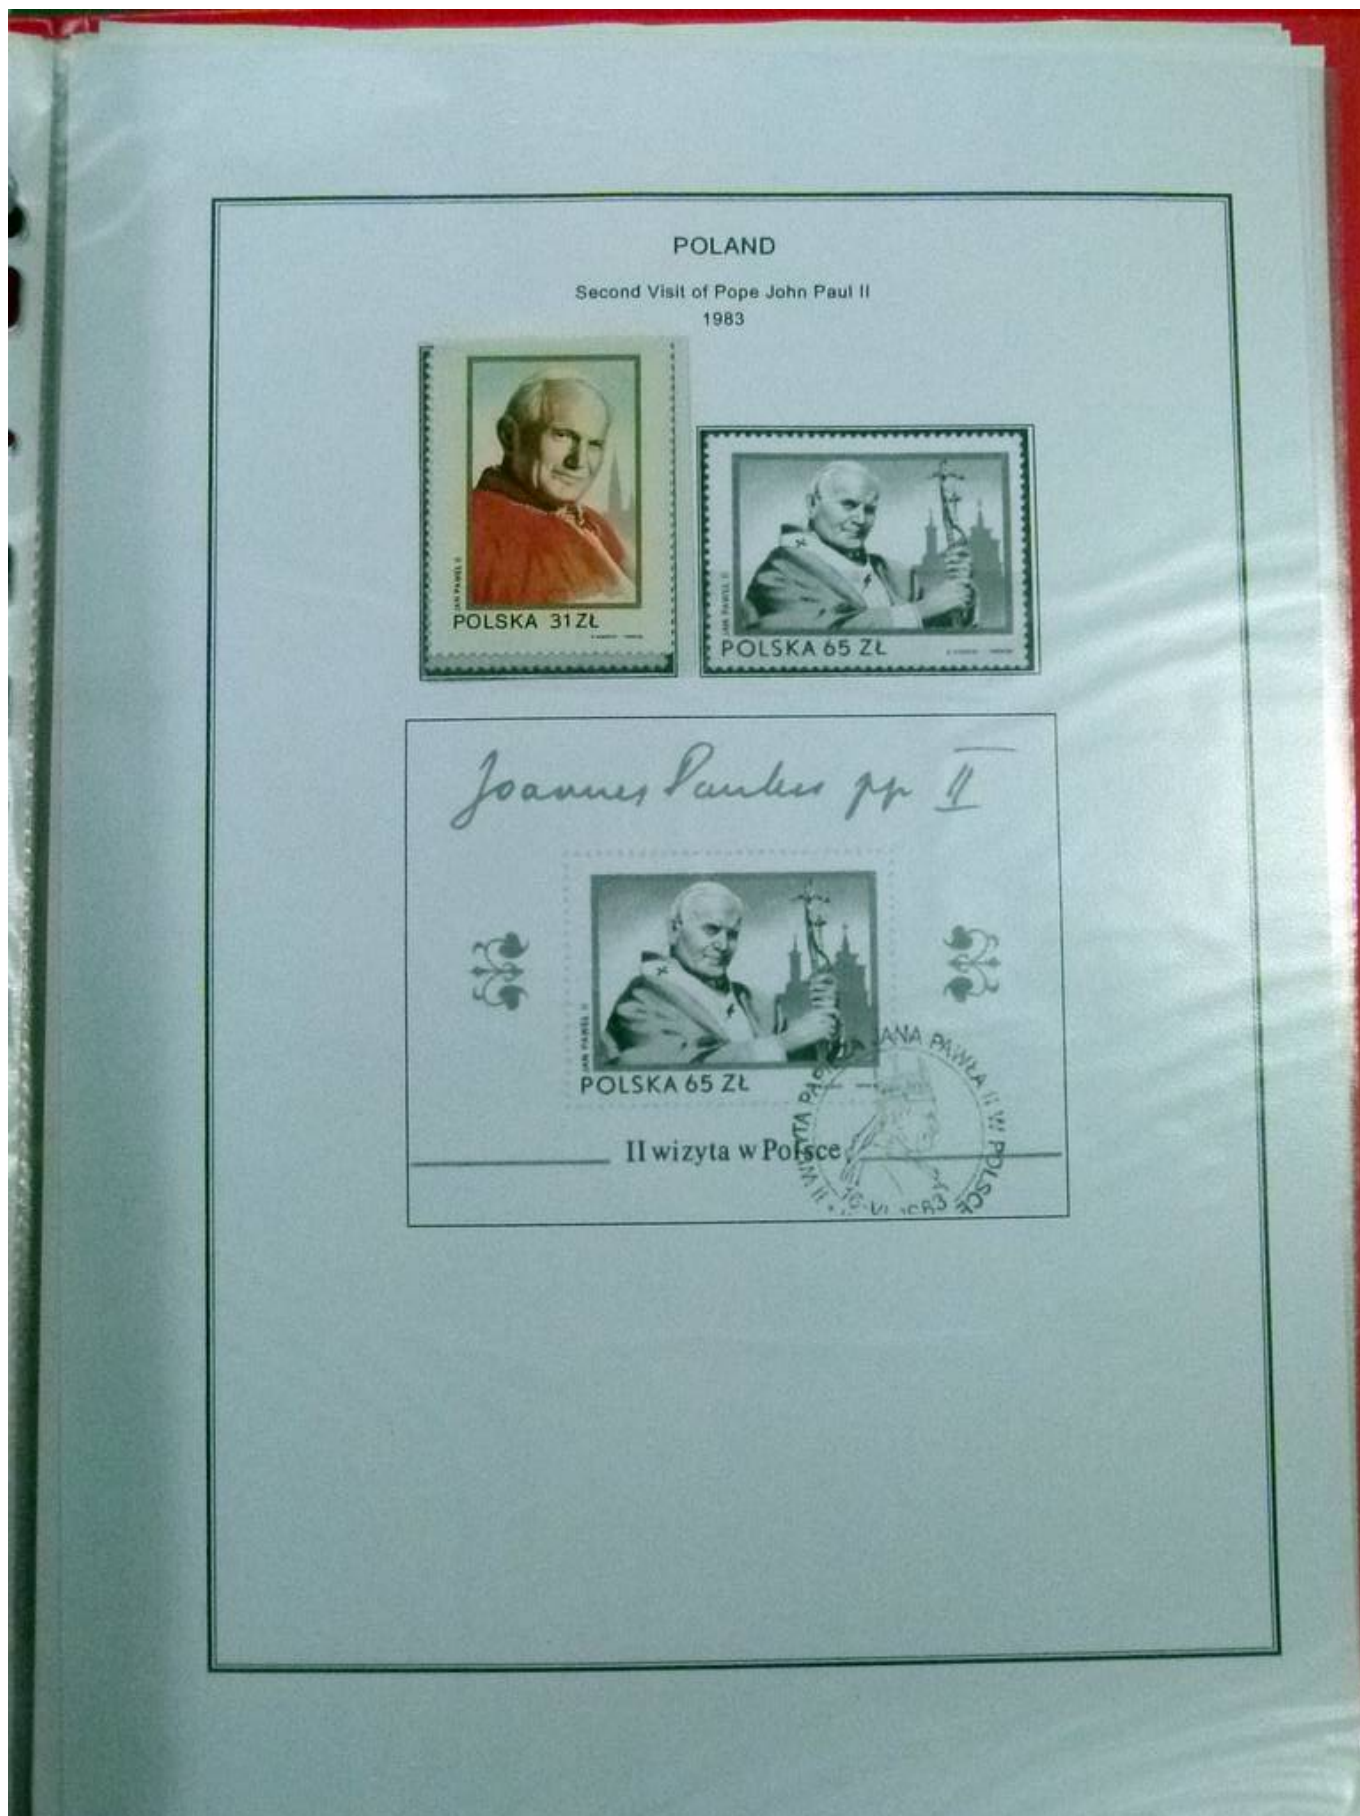 POLAND
Second Visit of Pope John Paul II
1983
JAN PAWEŁ II
POLSKA 31 ZŁ
JAN PAWEŁ II
POLSKA 65 ZŁ
Joannes Paulus pp II
JAN PAWEŁ II
POLSKA 65 ZŁ
II wizyta w Polsce
II WIZYTA JANA PAWŁA II W POLSCE